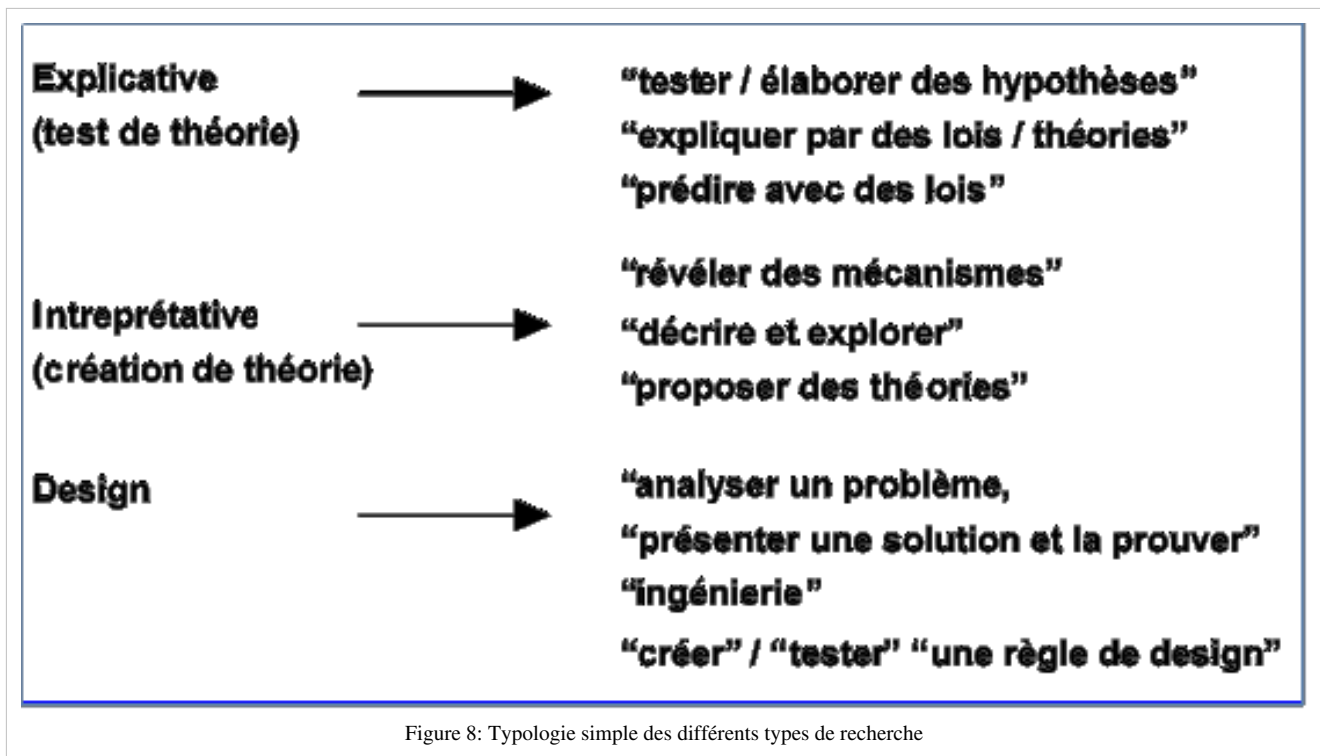 Explicative
(test de théorie)
“tester / élaborer des hypothèses”
“expliquer par des lois / théories”
“prédire avec des lois”
Intreprétative
(création de théorie)
“révéler des mécanismes”
“décrire et explorer”
“proposer des théories”
Design
“analyser un problème,
“présenter une solution et la prouver”
“ingénierie”
“créer” / “tester” “une règle de design”
Figure 8: Typologie simple des différents types de recherche